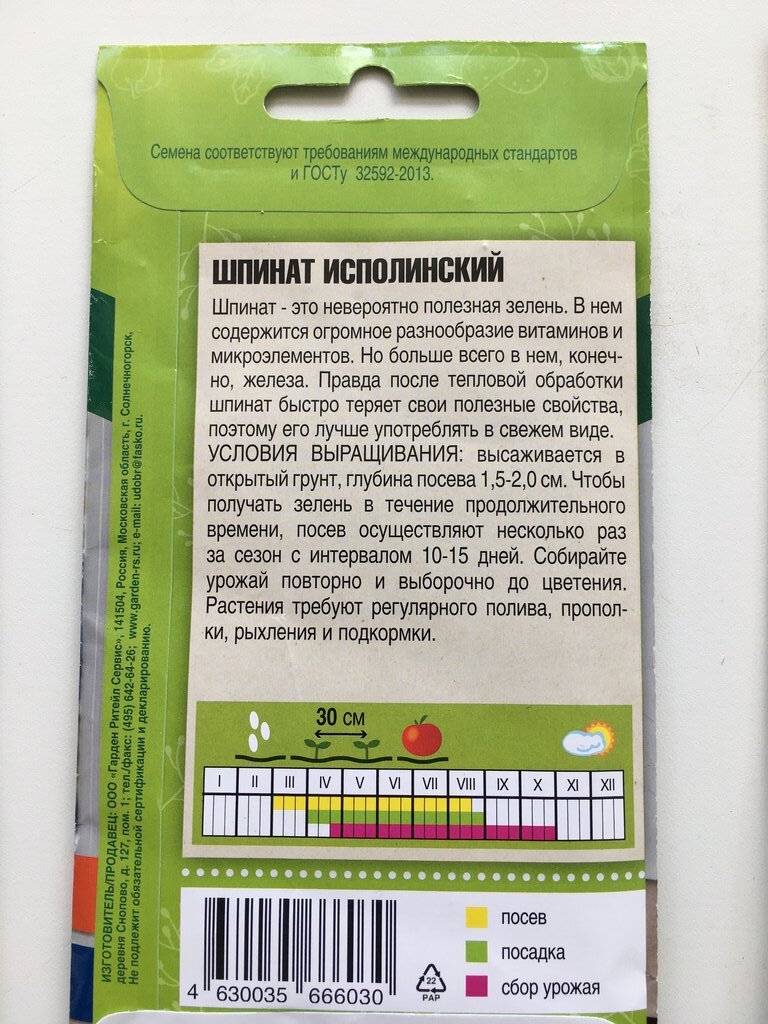 Семена соответствуют требованиям международных стандартов
и ГОСТу 32592-2013.
ШПИНАТ ИСПОЛИНСКИЙ
Шпинат - это невероятно полезная зелень. В нем
содержится огромное разнообразие витаминов и
микроэлементов. Но больше всего в нем, конеч-
но, железа. Правда после тепловой обработки
шпинат быстро теряет свои полезные свойства,
поэтому его лучше употреблять в свежем виде.
УСЛОВИЯ ВЫРАЩИВАНИЯ: высаживается в
открытый грунт, глубина посева 1,5-2,0 см. Чтобы
получать зелень в течение продолжительного
времени, посев осуществляют несколько раз
за сезон с интервалом 10-15 дней. Собирайте
урожай повторно и выборочно до цветения.
Растения требуют регулярного полива, пропол-
ки, рыхления и подкормки.
30 см
I II III IV V VI VII VIII IX X XI XII
посев
посадка
сбор урожая
4 630035 666030
22
PAP
ИЗГОТОВИТЕЛЬ/ПРОДАВЕЦ: ООО «Гарден Ритейл Сервис», 141504, Россия, Московская область, г. Солнечногорск,
деревня Снопово, д. 127, пом. 1; тел./факс: (495) 642-64-26; www.garden-rs.ru; e-mail: udobr@fasko.ru.
Не подлежит обязательной сертификации и декларированию.